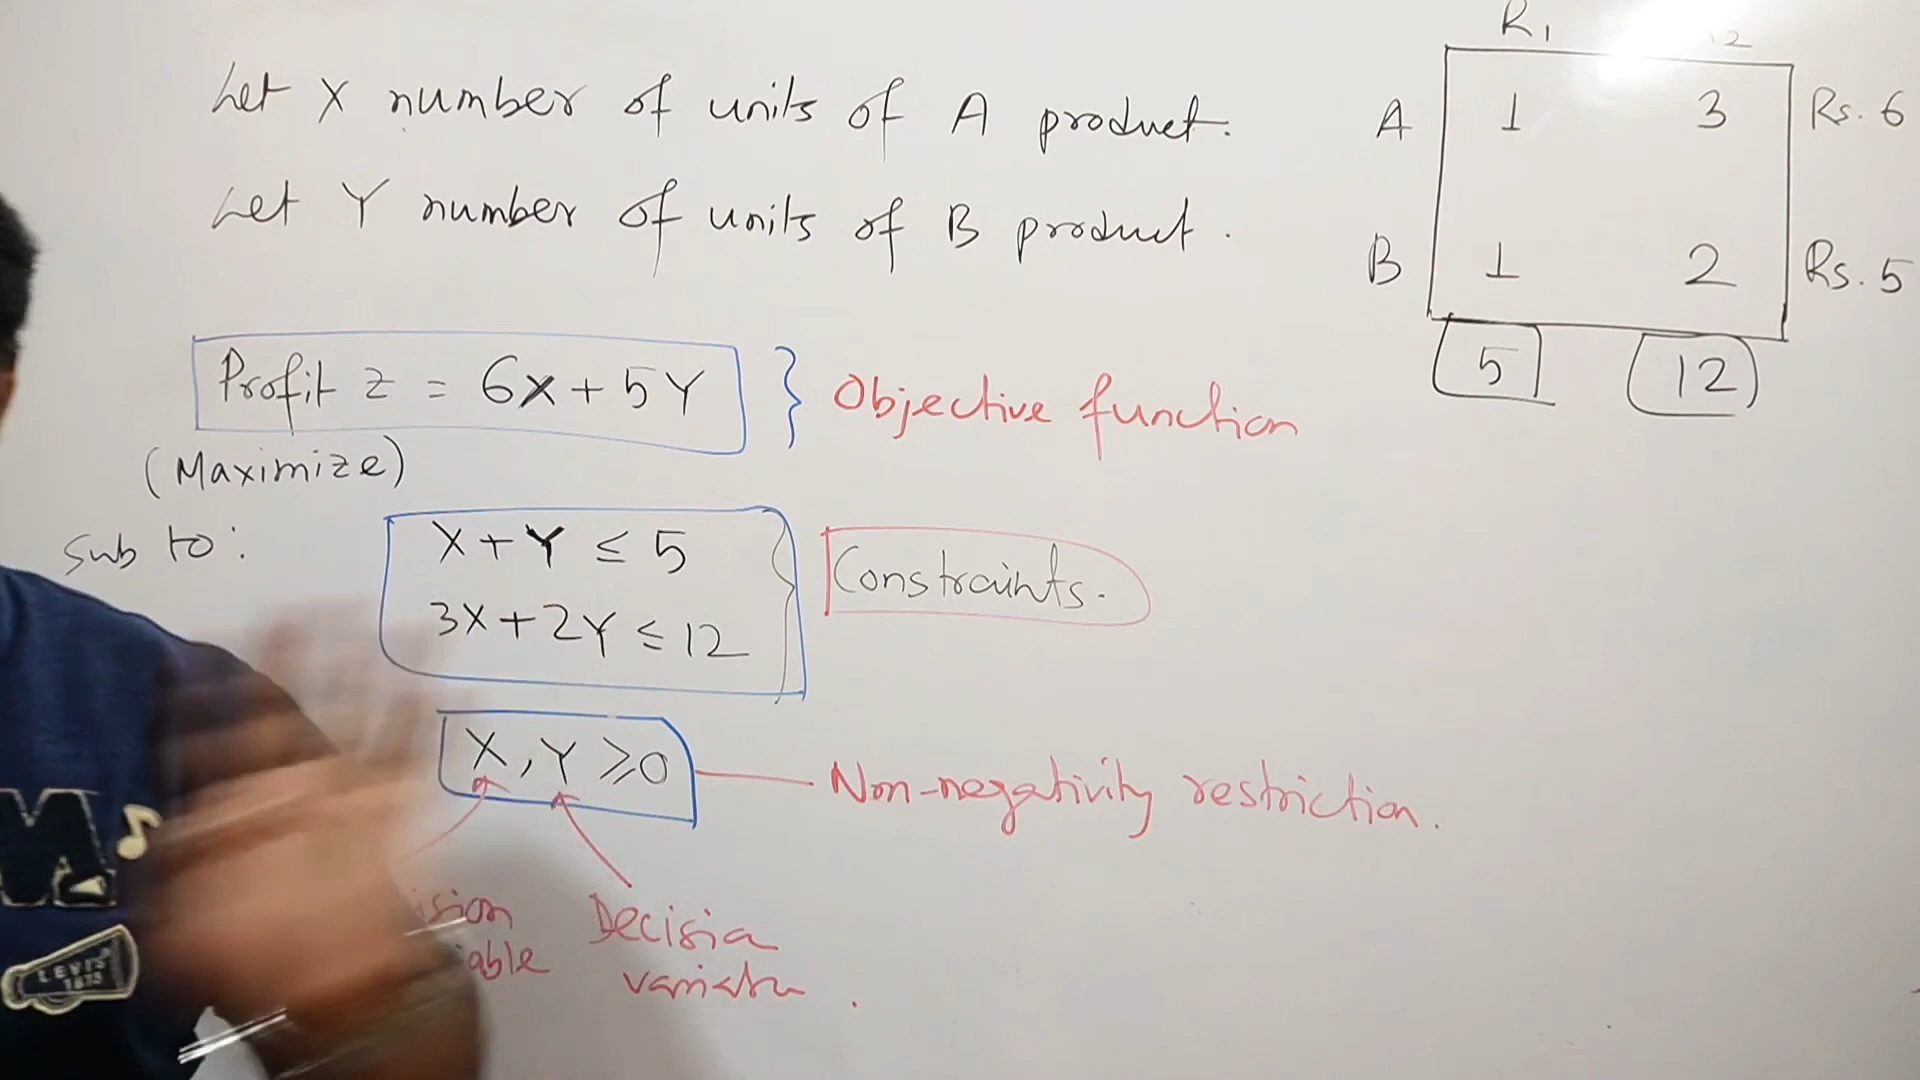 Let X number of units of A product.
Let Y number of units of B product.
Profit z = 6X + 5Y } Objective function
(Maximize)
Sub to:
X + Y ≤ 5
3X + 2Y ≤ 12
Constraints.
X, Y ≥ 0
Non-negativity restriction.
Decision
R1
A 1 3 Rs. 6
B 1 2 Rs. 5
5 12
LEVI'S
1875